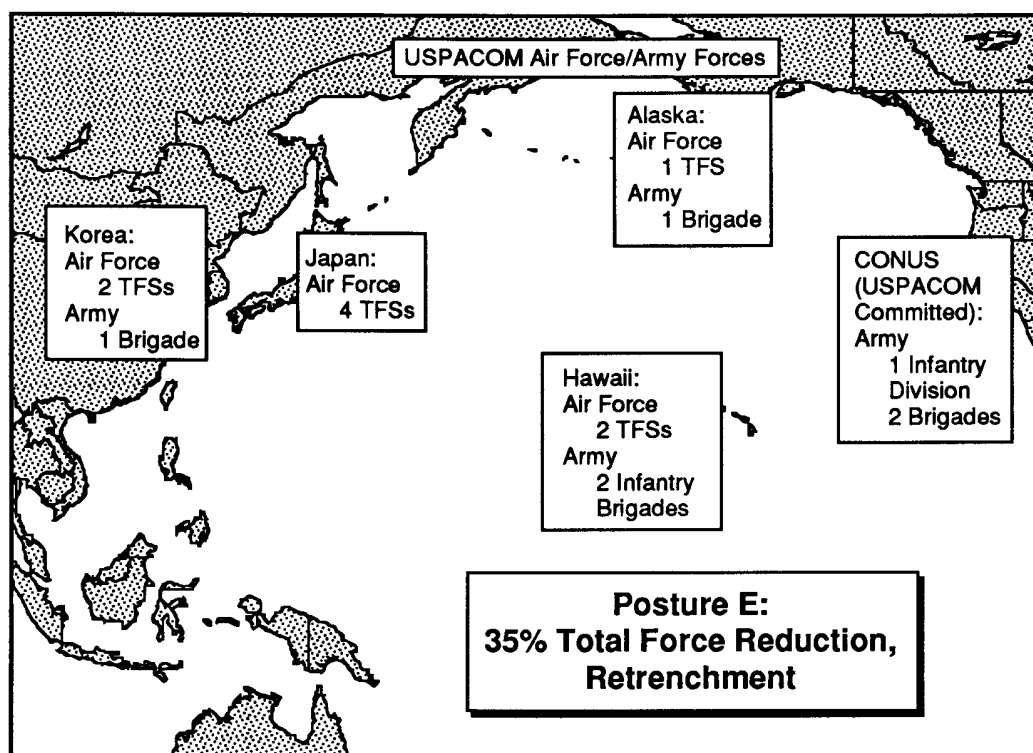 USPACOM Air Force/Army Forces
Alaska:
Air Force
1 TFS
Army
1 Brigade
Korea:
Air Force
2 TFSs
Army
1 Brigade
Japan:
Air Force
4 TFSs
CONUS
(USPACOM
Committed):
Army
1 Infantry
Division
2 Brigades
Hawaii:
Air Force
2 TFSs
Army
2 Infantry
Brigades
Posture E:
35% Total Force Reduction,
Retrenchment